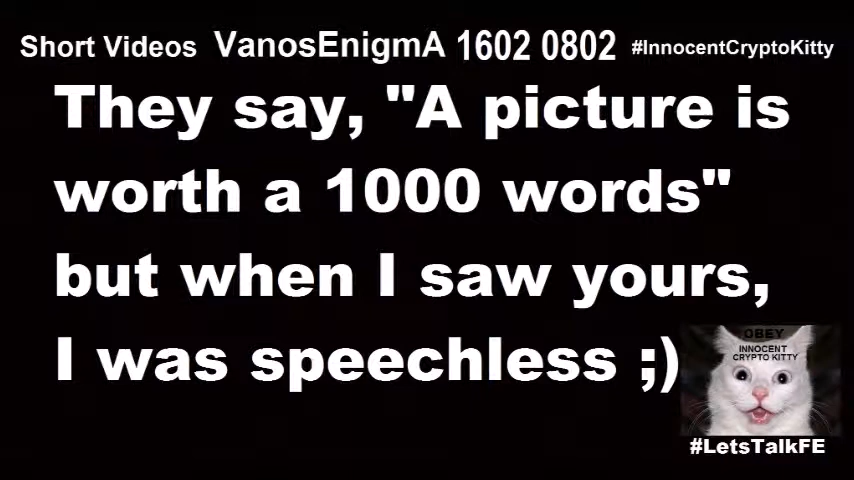 Short Videos VanosEnigmA 1602 0802 #InnocentCryptoKitty
They say, "A picture is
worth a 1000 words"
but when I saw yours,
I was speechless ;)
OBEY
INNOCENT
CRYPTO KITTY
#LetsTalkFE